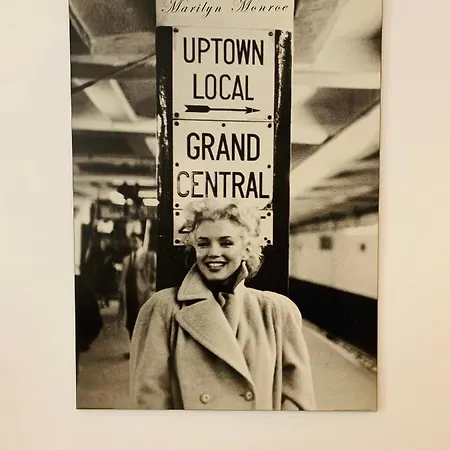 Marilyn Monroe
UPTOWN
LOCAL
GRAND
CENTRAL